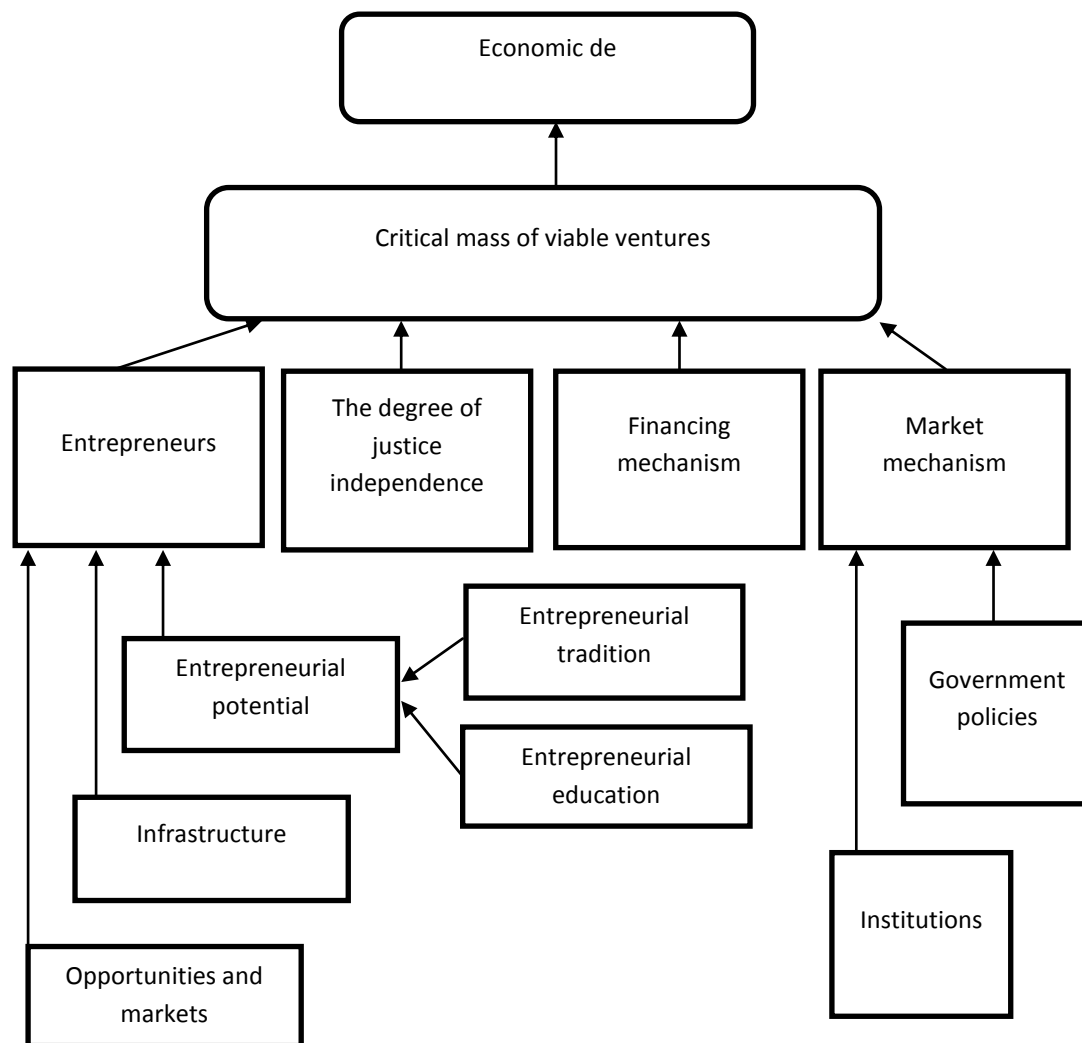 Economic de
Critical mass of viable ventures
Entrepreneurs
The degree of
justice
independence
Financing
mechanism
Market
mechanism
Entrepreneurial
potential
Entrepreneurial
tradition
Entrepreneurial
education
Government
policies
Infrastructure
Institutions
Opportunities and
markets